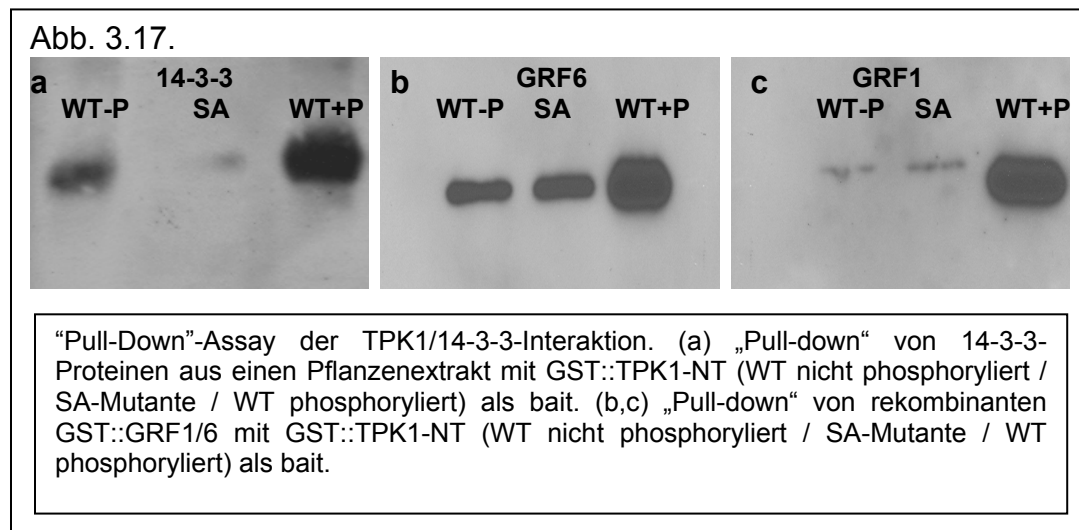 Abb. 3.17.
a 14-3-3
WT-P SA WT+P
b GRF6
WT-P SA WT+P
c GRF1
WT-P SA WT+P
“Pull-Down”-Assay der TPK1/14-3-3-Interaktion. (a) „Pull-down“ von 14-3-3-
Proteinen aus einen Pflanzenextrakt mit GST::TPK1-NT (WT nicht phosphoryliert /
SA-Mutante / WT phosphoryliert) als bait. (b,c) „Pull-down“ von rekombinanten
GST::GRF1/6 mit GST::TPK1-NT (WT nicht phosphoryliert / SA-Mutante / WT
phosphoryliert) als bait.